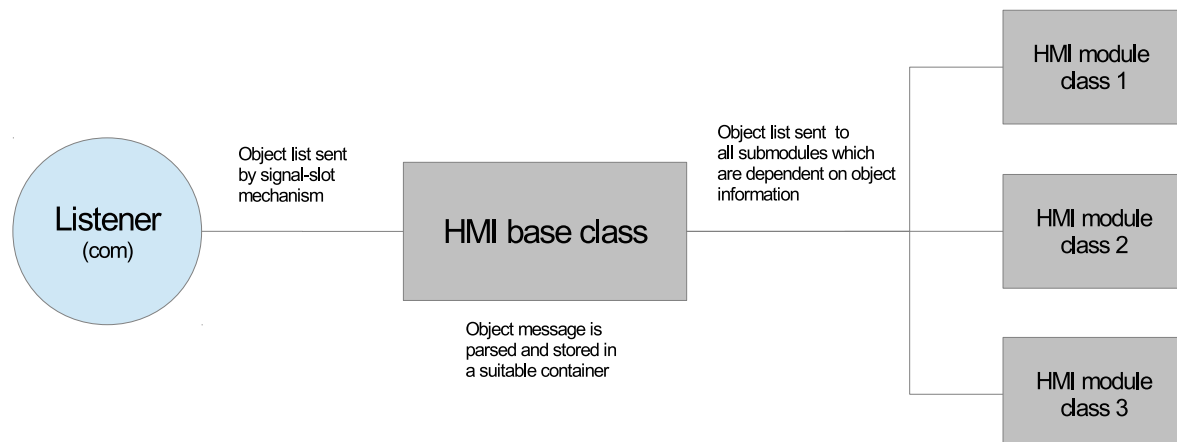 Listener
(com)
Object list sent
by signal-slot
mechanism
HMI base class
Object message is
parsed and stored in
a suitable container
Object list sent to
all submodules which
are dependent on object
information
HMI module
class 1
HMI module
class 2
HMI module
class 3